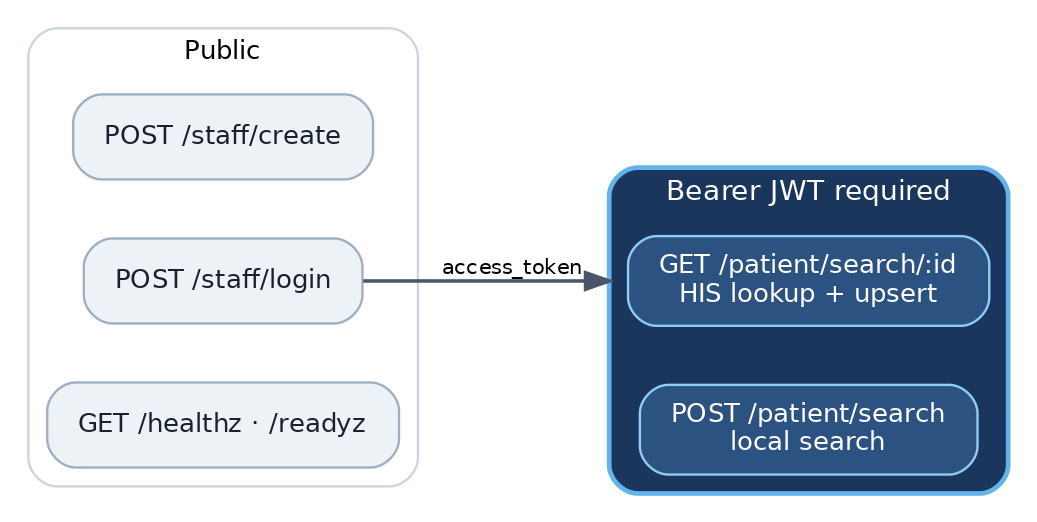 Public
POST /staff/create
POST /staff/login
GET /healthz · /readyz
access_token
Bearer JWT required
GET /patient/search/:id
HIS lookup + upsert
POST /patient/search
local search